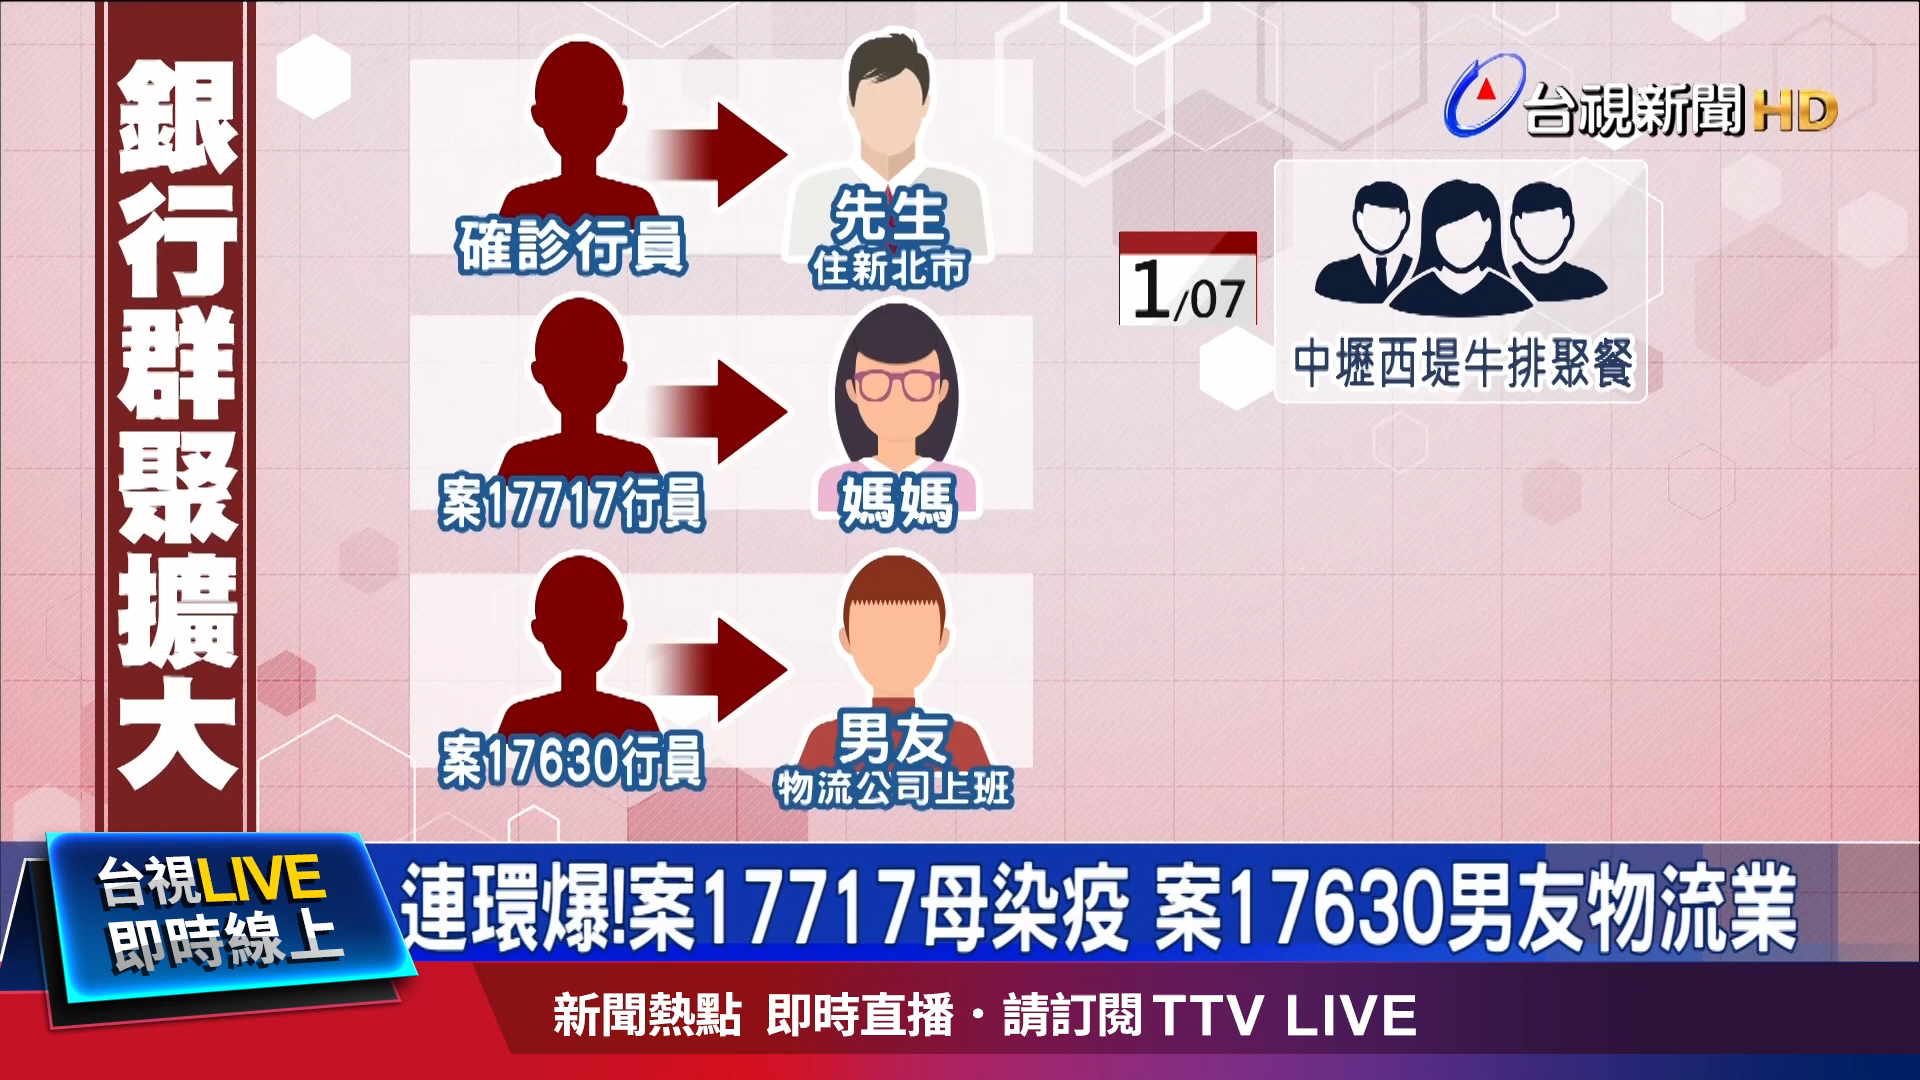 銀行群聚擴大
確診行員
先生
住新北市
案17717行員
媽媽
案17630行員
男友
物流公司上班
台視新聞HD
1/07
中壢西堤牛排聚餐
台視LIVE
即時線上
連環爆!案17717母染疫 案17630男友物流業
新聞熱點 即時直播・請訂閱TTV LIVE